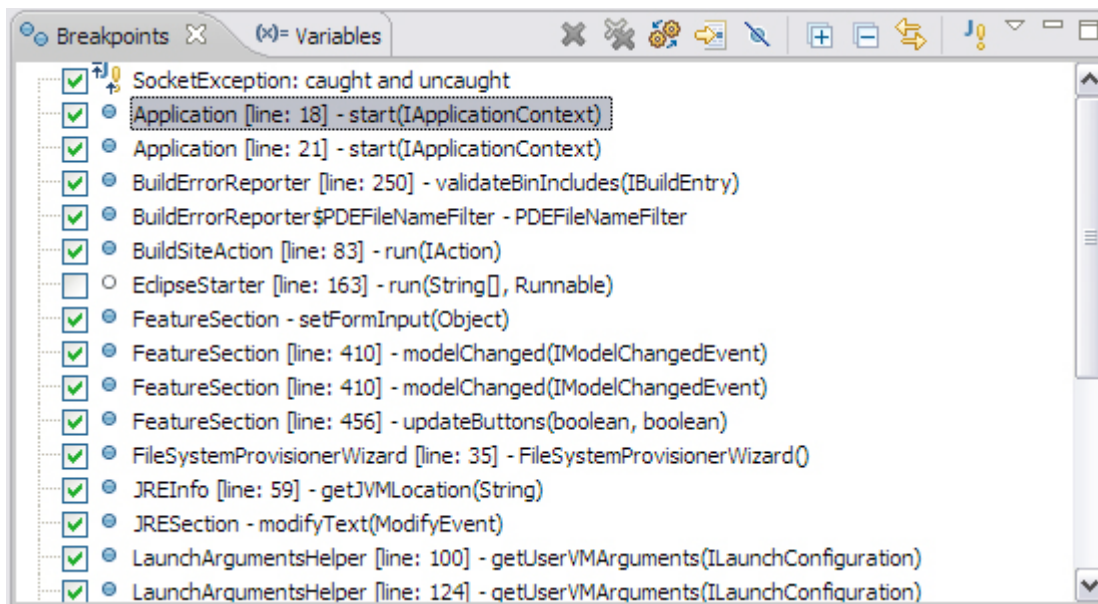 Breakpoints (x)= Variables
SocketException: caught and uncaught
Application [line: 18] - start(IApplicationContext)
Application [line: 21] - start(IApplicationContext)
BuildErrorReporter [line: 250] - validateBinIncludes(IBuildEntry)
BuildErrorReporter$PDEFileNameFilter - PDEFileNameFilter
BuildSiteAction [line: 83] - run(IAction)
EclipseStarter [line: 163] - run(String[], Runnable)
FeatureSection - setFormInput(Object)
FeatureSection [line: 410] - modelChanged(IModelChangedEvent)
FeatureSection [line: 410] - modelChanged(IModelChangedEvent)
FeatureSection [line: 456] - updateButtons(boolean, boolean)
FileSystemProvisionerWizard [line: 35] - FileSystemProvisionerWizard()
JREInfo [line: 59] - getJVMLocation(String)
JRESection - modifyText(ModifyEvent)
LaunchArgumentsHelper [line: 100] - getUserVMArguments(ILaunchConfiguration)
LaunchArgumentsHelper [line: 124] - getUserVMArguments(ILaunchConfiguration)